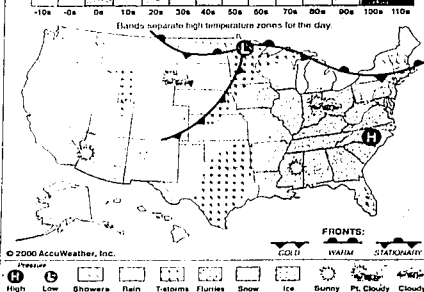 -10s -0s 0s 10s 20s 30s 40s 50s 60s 70s 80s 90s 100s 110s
Bands separate high temperature zones for the day.
L
H
FRONTS:
COLD WARM STATIONARY
© 2000 AccuWeather, Inc.
Pressure
H L
High Low Showers Rain T-storms Flurries Snow Ice Sunny Pt. Cloudy Cloudy